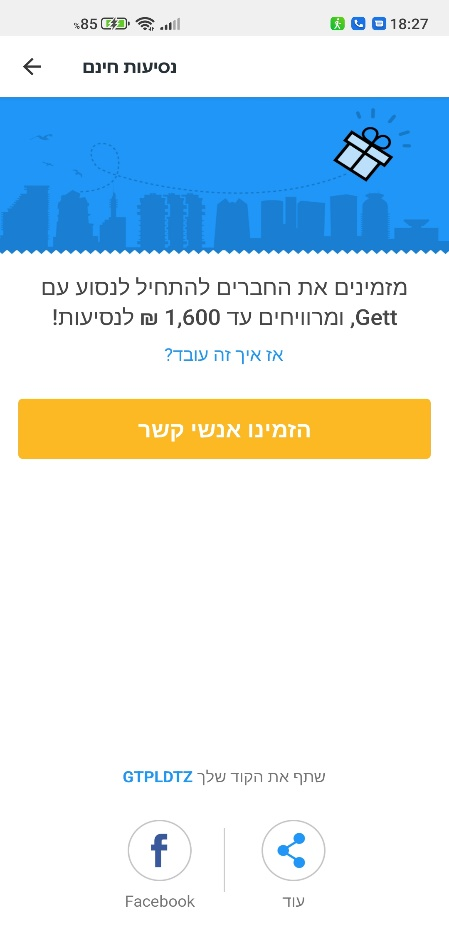 18:27
85%
נסיעות חינם
מזמינים את החברים להתחיל לנסוע עם
Gett, ומרוויחים עד 1,600 ₪ לנסיעות!
אז איך זה עובד?
הזמינו אנשי קשר
שתף את הקוד שלך GTPLDTZ
עוד
Facebook